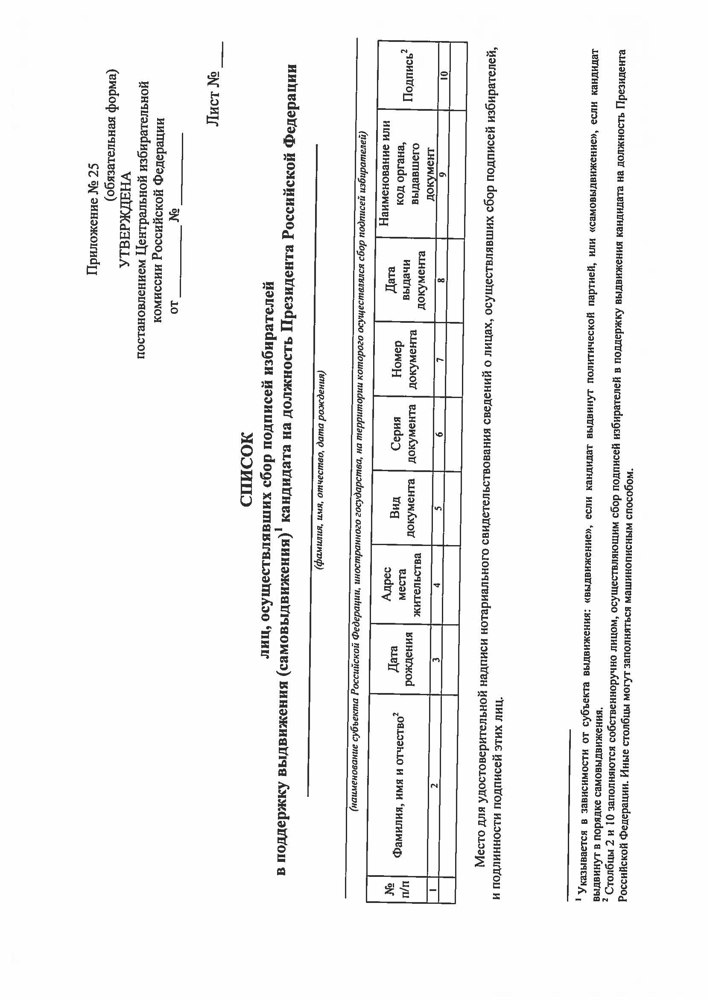 Приложение № 25
(обязательная форма)
УТВЕРЖДЕНА
постановлением Центральной избирательной
комиссии Российской Федерации
от ________ № ________
Лист № ___
СПИСОК
лиц, осуществлявших сбор подписей избирателей
в поддержку выдвижения (самовыдвижения)¹ кандидата на должность Президента Российской Федерации
(фамилия, имя, отчество, дата рождения)
(наименование субъекта Российской Федерации, иностранного государства, на территории которого осуществлялся сбор подписей избирателей)
№ п/п
Фамилия, имя и отчество²
Дата рождения
Адрес места жительства
Вид документа
Серия документа
Номер документа
Дата выдачи документа
Наименование или код органа, выдавшего документ
Подпись²
1 2 3 4 5 6 7 8 9 10
Место для удостоверительной надписи нотариального свидетельствования сведений о лицах, осуществлявших сбор подписей избирателей,
и подлинности подписей этих лиц.
¹ Указывается в зависимости от субъекта выдвижения: «выдвижение», если кандидат выдвинут политической партией, или «самовыдвижение», если кандидат
выдвинут в порядке самовыдвижения.
² Столбцы 2 и 10 заполняются собственноручно лицом, осуществляющим сбор подписей избирателей в поддержку выдвижения кандидата на должность Президента
Российской Федерации. Иные столбцы могут заполняться машинописным способом.